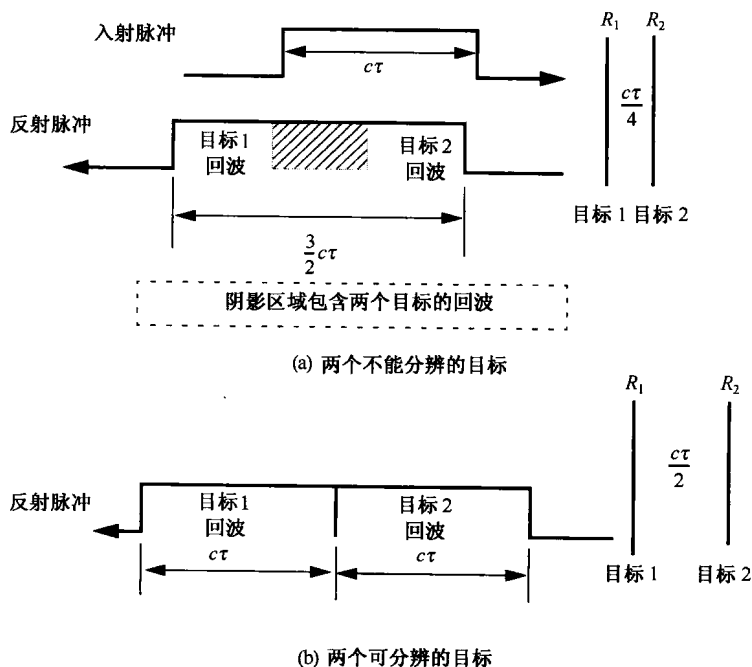 入射脉冲
cτ
R₁ R₂
cτ/4
反射脉冲
目标1 目标2
回波 回波
目标 1 目标 2
3/2 cτ
阴影区域包含两个目标的回波
(a) 两个不能分辨的目标
R₁ R₂
cτ/2
反射脉冲
目标1 目标2
回波 回波
cτ cτ
目标 1 目标 2
(b) 两个可分辨的目标